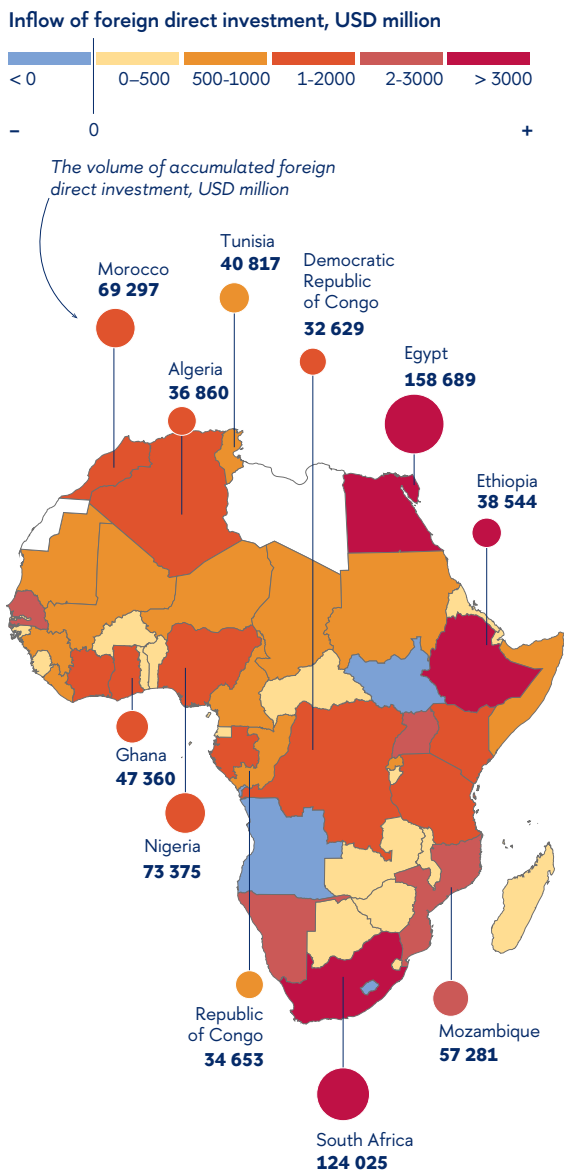 Inflow of foreign direct investment, USD million
< 0
0–500
500-1000
1-2000
2-3000
> 3000
–
0
+
The volume of accumulated foreign
direct investment, USD million
Tunisia
40 817
Democratic
Republic
of Congo
32 629
Morocco
69 297
Egypt
158 689
Algeria
36 860
Ethiopia
38 544
Ghana
47 360
Nigeria
73 375
Republic
of Congo
34 653
Mozambique
57 281
South Africa
124 025